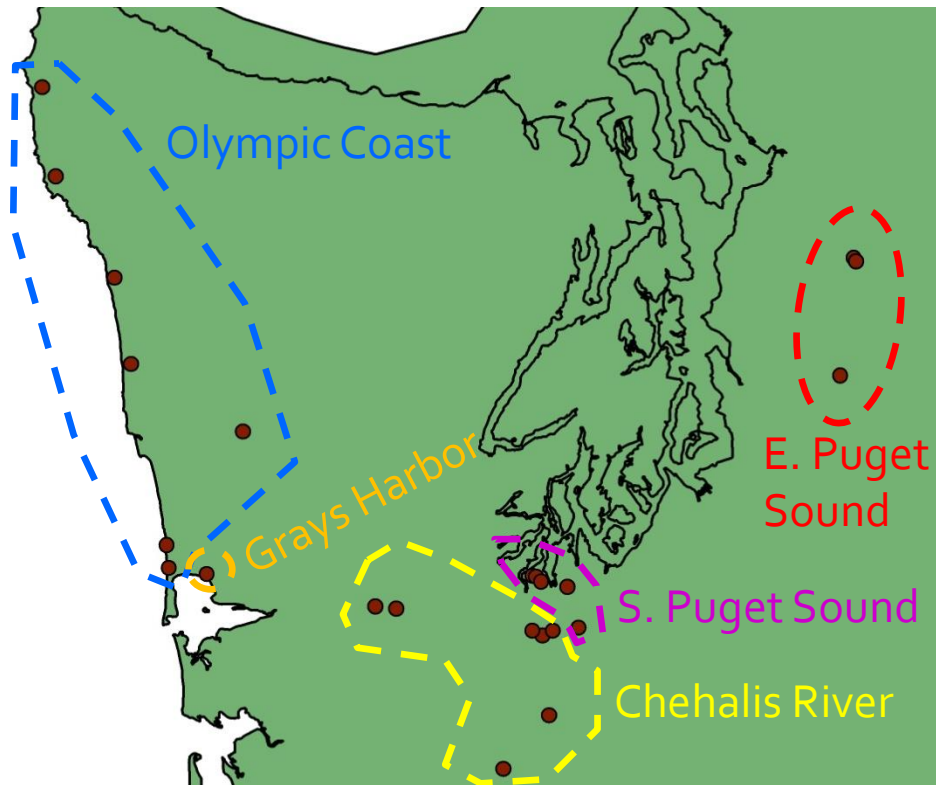 Olympic Coast
Grays Harbor
E. Puget
Sound
S. Puget Sound
Chehalis River